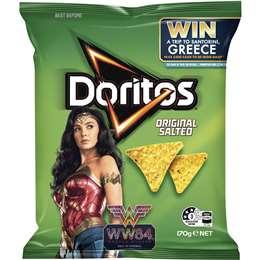 BEST BEFORE
WIN
A TRIP TO SANTORINI,
GREECE
Doritos
ORIGINAL
SALTED
WW84
170g NET